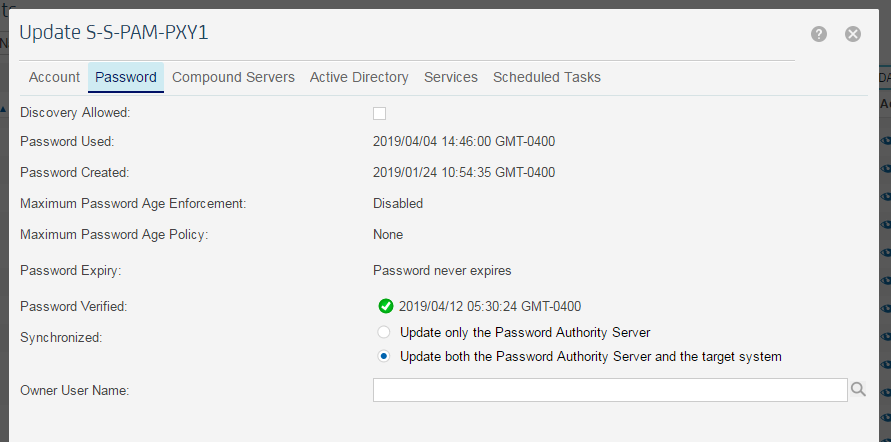 Update S-S-PAM-PXY1
Account Password Compound Servers Active Directory Services Scheduled Tasks
Discovery Allowed:
Password Used: 2019/04/04 14:46:00 GMT-0400
Password Created: 2019/01/24 10:54:35 GMT-0400
Maximum Password Age Enforcement: Disabled
Maximum Password Age Policy: None
Password Expiry: Password never expires
Password Verified: 2019/04/12 05:30:24 GMT-0400
Synchronized: Update only the Password Authority Server
Update both the Password Authority Server and the target system
Owner User Name: